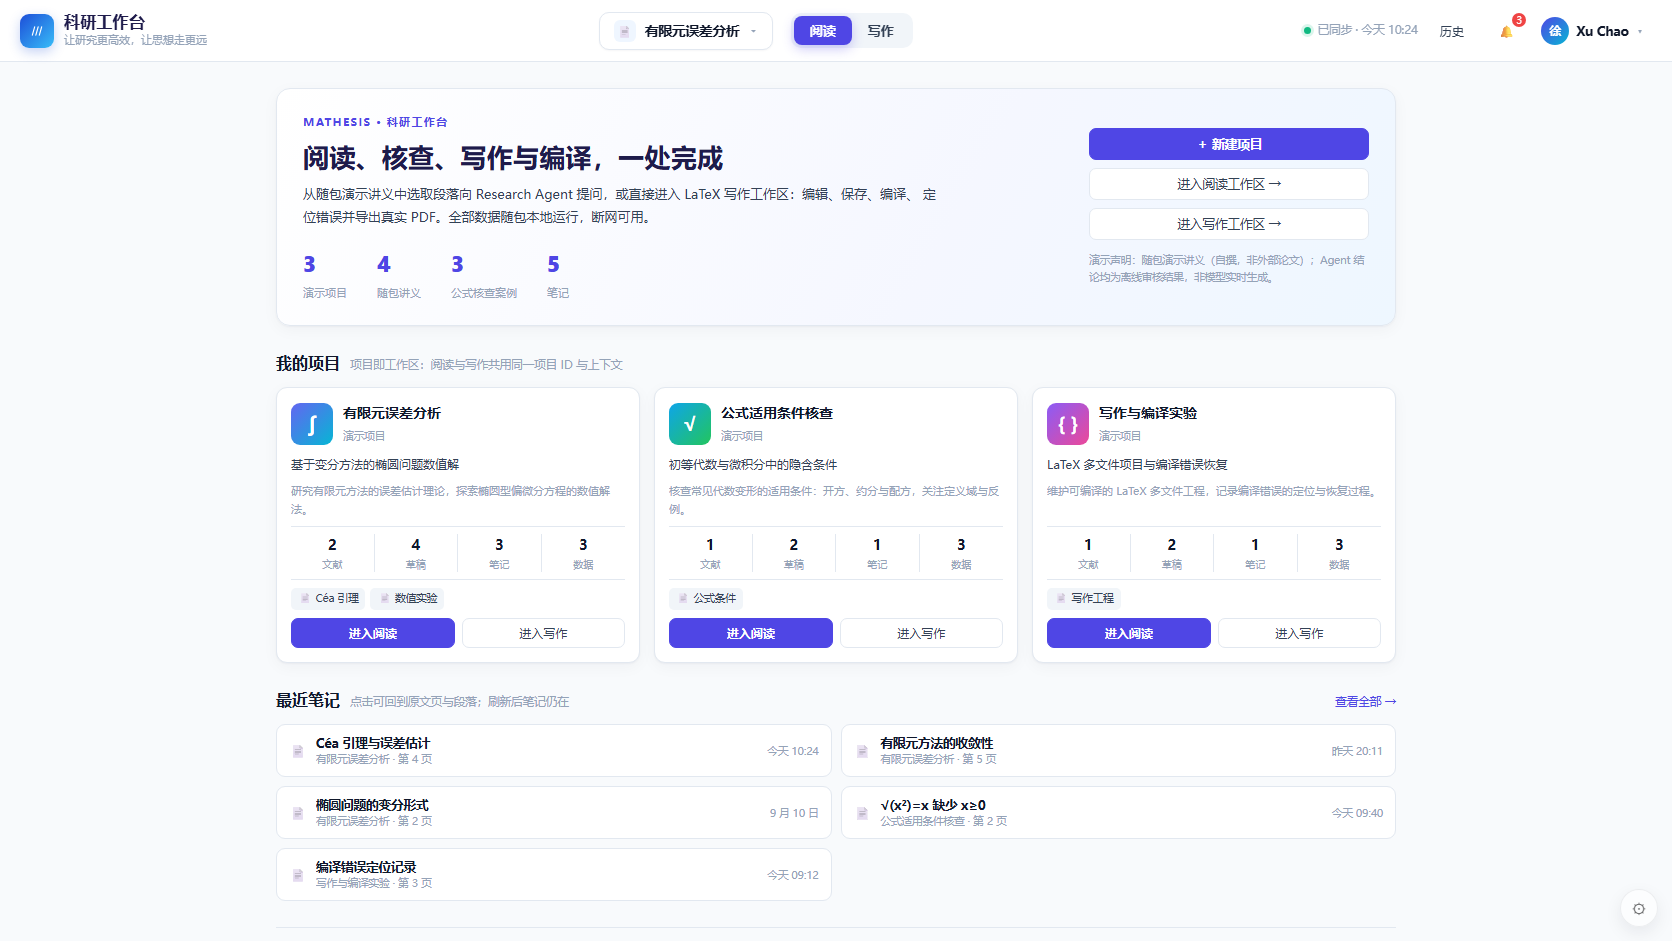 科研工作台
让研究更高效，让思想走更远
有限元误差分析
阅读
写作
已同步 · 今天 10:24
历史
3
徐
Xu Chao
MATHESIS • 科研工作台
阅读、核查、写作与编译，一处完成
从随包演示讲义中选取段落向 Research Agent 提问，或直接进入 LaTeX 写作工作区：编辑、保存、编译、 定
位错误并导出真实 PDF。全部数据随包本地运行，断网可用。
3
演示项目
4
随包讲义
3
公式核查案例
5
笔记
+ 新建项目
进入阅读工作区 →
进入写作工作区 →
演示声明：随包演示讲义（自撰，非外部论文）；Agent 结
论均为离线审核结果，非模型实时生成。
我的项目
项目即工作区：阅读与写作共用同一项目 ID 与上下文
∫
有限元误差分析
演示项目
基于变分方法的椭圆问题数值解
研究有限元方法的误差估计理论，探索椭圆型偏微分方程的数值解
法。
2
文献
4
草稿
3
笔记
3
数据
Céa 引理
数值实验
进入阅读
进入写作
√
公式适用条件核查
演示项目
初等代数与微积分中的隐含条件
核查常见代数变形的适用条件：开方、约分与配方，关注定义域与反
例。
1
文献
2
草稿
1
笔记
3
数据
公式条件
进入阅读
进入写作
{ }
写作与编译实验
演示项目
LaTeX 多文件项目与编译错误恢复
维护可编译的 LaTeX 多文件工程，记录编译错误的定位与恢复过程。
1
文献
2
草稿
1
笔记
3
数据
写作工程
进入阅读
进入写作
最近笔记
点击可回到原文页与段落；刷新后笔记仍在
查看全部 →
Céa 引理与误差估计
有限元误差分析 · 第 4 页
今天 10:24
有限元方法的收敛性
有限元误差分析 · 第 5 页
昨天 20:11
椭圆问题的变分形式
有限元误差分析 · 第 2 页
9 月 10 日
√(x²)=x 缺少 x≥0
公式适用条件核查 · 第 2 页
今天 09:40
编译错误定位记录
写作与编译实验 · 第 3 页
今天 09:12